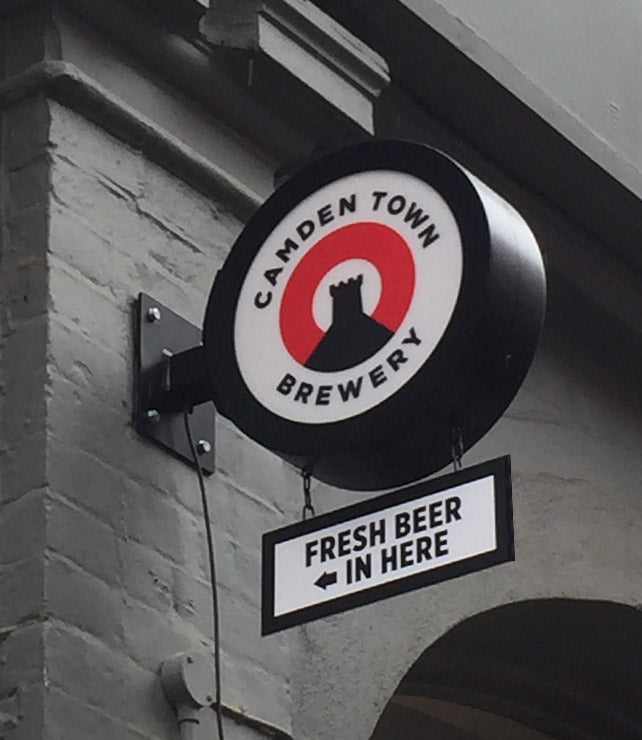 CAMDEN TOWN
BREWERY
FRESH BEER
← IN HERE